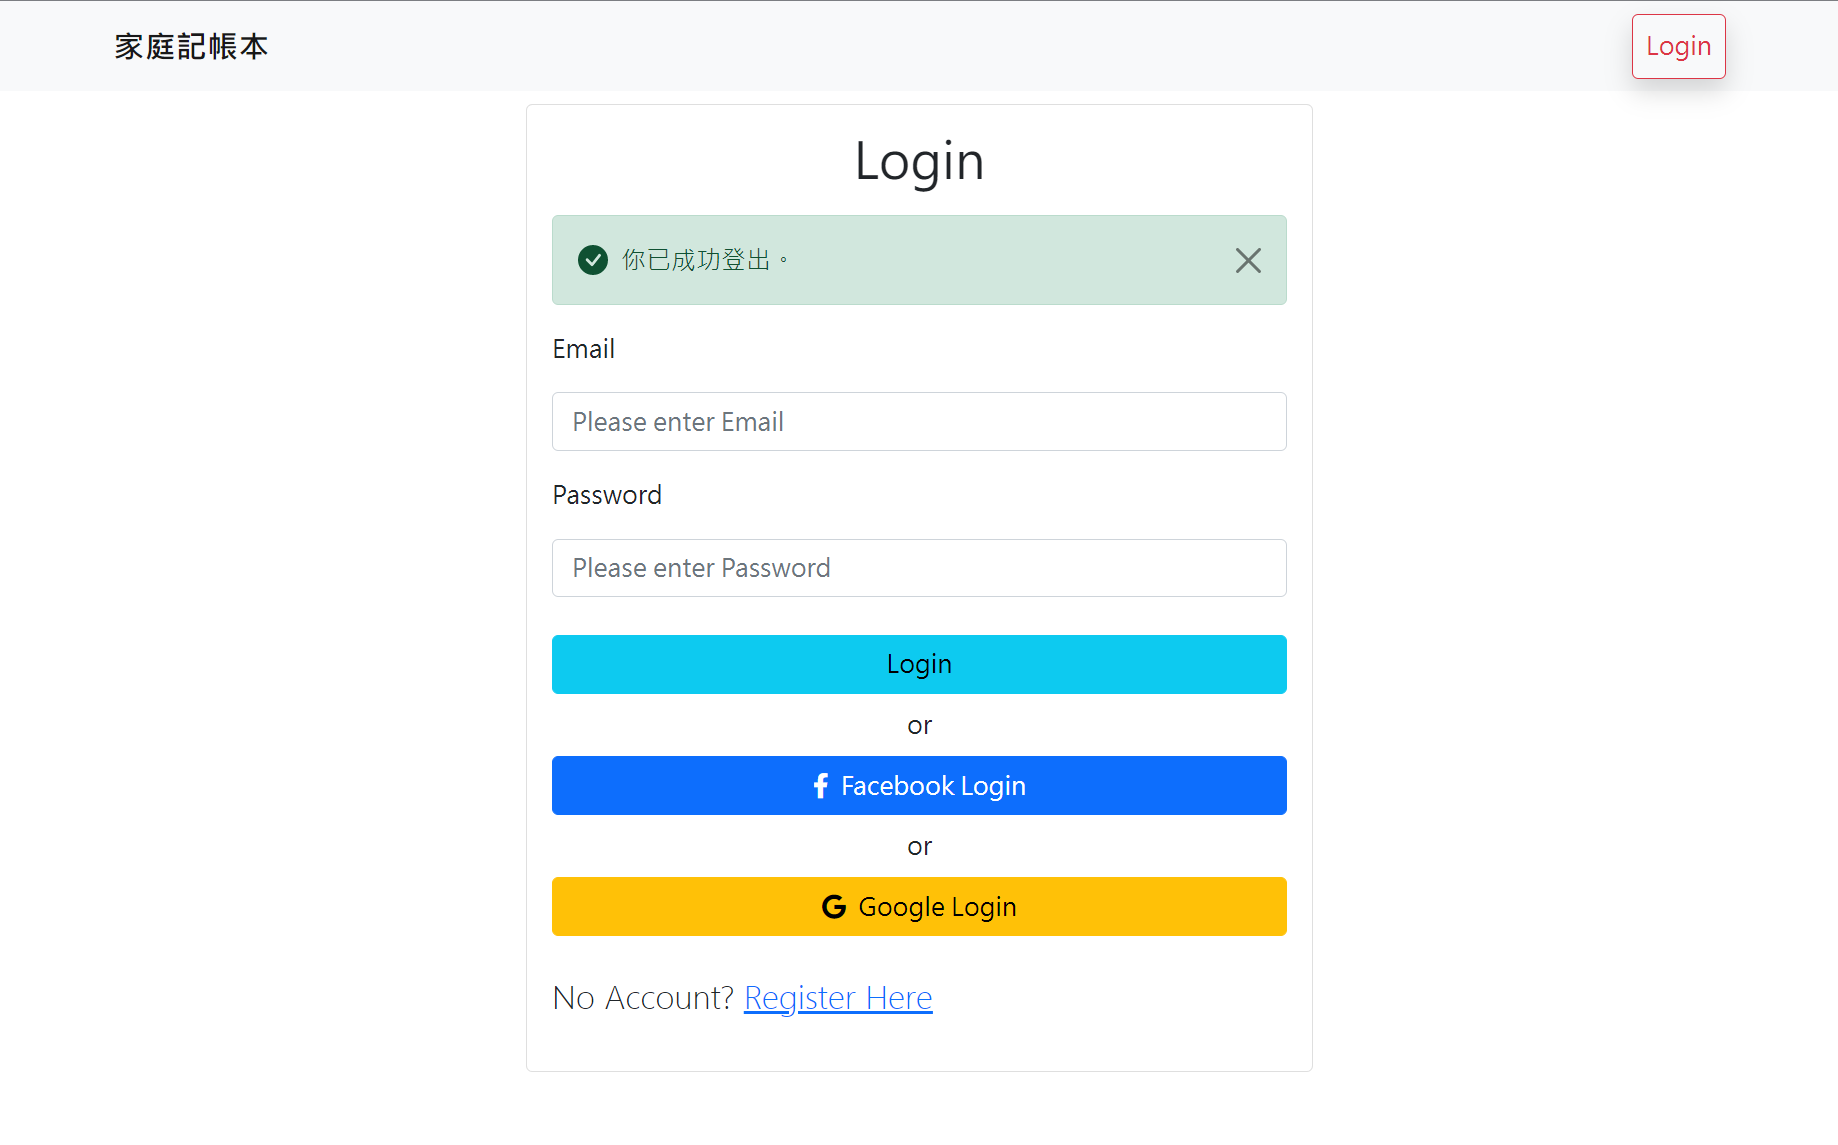 家庭記帳本
Login
Login
你已成功登出。
Email
Please enter Email
Password
Please enter Password
Login
or
Facebook Login
or
Google Login
No Account? Register Here